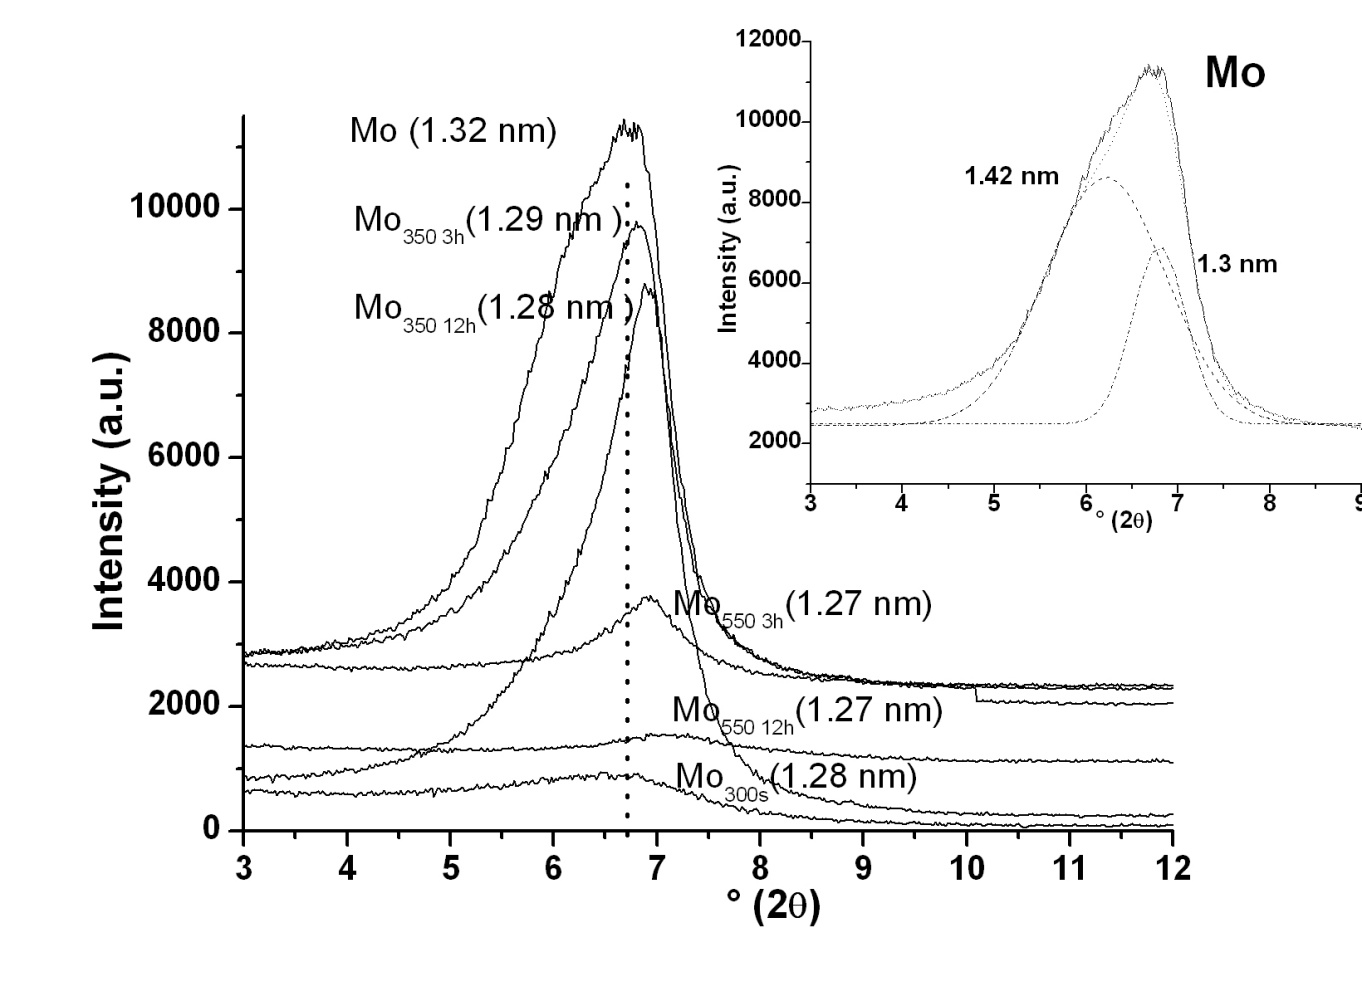 12000
10000
8000
6000
4000
2000
Intensity (a.u.)
Mo
1.42 nm
1.3 nm
3 4 5 6 7 8 9
° (2θ)
Mo (1.32 nm)
Mo350 3h(1.29 nm )
Mo350 12h(1.28 nm )
Mo550 3h(1.27 nm)
Mo550 12h(1.27 nm)
Mo300s(1.28 nm)
10000
8000
6000
4000
2000
0
Intensity (a.u.)
3 4 5 6 7 8 9 10 11 12
° (2θ)